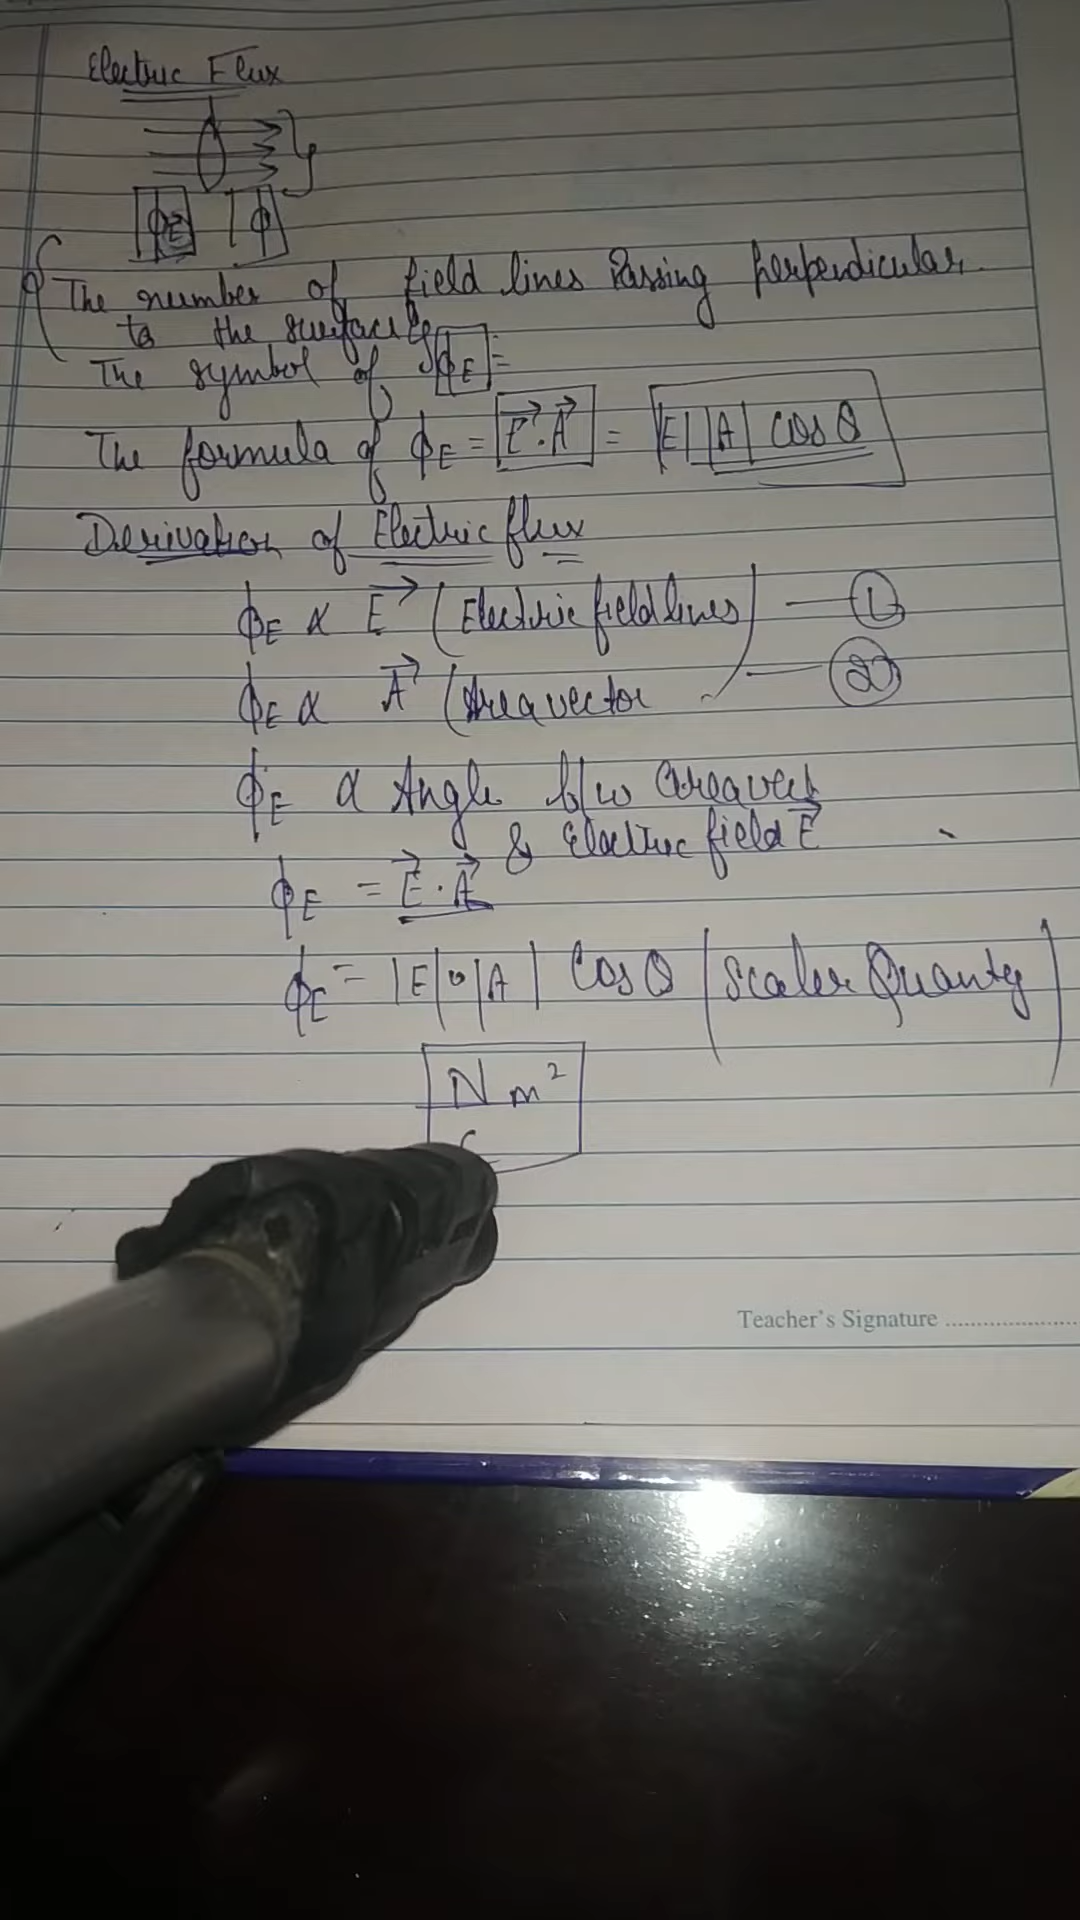 Electric Flux
ϕE ϕ
The number of field lines Passing perpendicular
to the surface
The symbol of ϕE =
The formula of ϕE = E⃗ · A⃗ = |E| |A| cos θ
Derivation of Electric flux
ϕE ∝ E⃗ (Electric field lines) — ①
ϕE ∝ A⃗ (Area vector — ②
ϕE ∝ Angle b/w areavect
& Electric field E⃗
ϕE = E⃗ · A⃗
ϕE = |E| |A| Cos θ (Scaler Quanty)
N m²
C
Teacher's Signature ........................